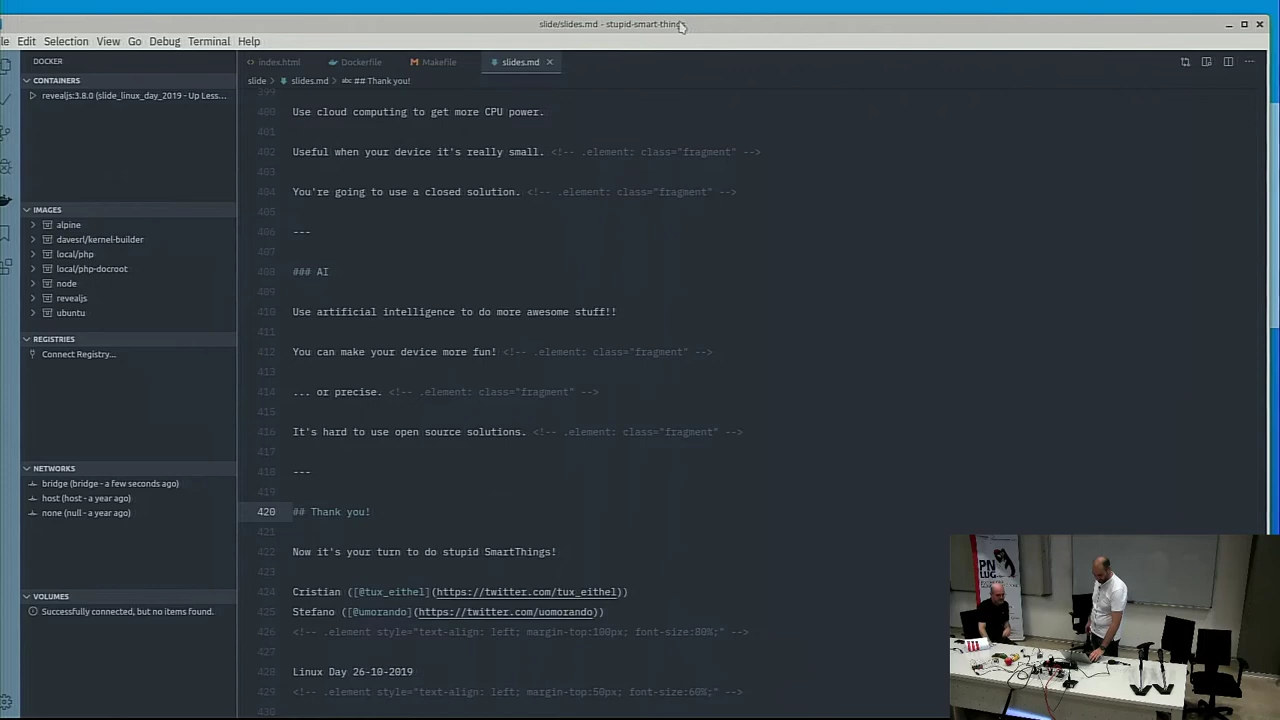 slide/slides.md - stupid-smart-things
Edit Selection View Go Debug Terminal Help
DOCKER
CONTAINERS
revealjs:3.8.0 (slide_linux_day_2019 - Up Less...
IMAGES
alpine
davesrl/kernel-builder
local/php
local/php-docroot
node
revealjs
ubuntu
REGISTRIES
Connect Registry...
NETWORKS
bridge (bridge - a few seconds ago)
host (host - a year ago)
none (null - a year ago)
VOLUMES
Successfully connected, but no items found.
index.html Dockerfile Makefile slides.md
slide slides.md ## Thank you!
399
400 Use cloud computing to get more CPU power.
401
402 Useful when your device it's really small. <!-- .element: class="fragment" -->
403
404 You're going to use a closed solution. <!-- .element: class="fragment" -->
405
406 ---
407
408 ### AI
409
410 Use artificial intelligence to do more awesome stuff!!
411
412 You can make your device more fun! <!-- .element: class="fragment" -->
413
414 ... or precise. <!-- .element: class="fragment" -->
415
416 It's hard to use open source solutions. <!-- .element: class="fragment" -->
417
418 ---
419
420 ## Thank you!
421
422 Now it's your turn to do stupid SmartThings!
423
424 Cristian ([@tux_eithel](https://twitter.com/tux_eithel))
425 Stefano ([@umorando](https://twitter.com/uomorando))
426 <!-- .element style="text-align: left; margin-top:100px; font-size:80%;" -->
427
428 Linux Day 26-10-2019
429 <!-- .element style="text-align: left; margin-top:50px; font-size:60%;" -->
430
PN
LUG